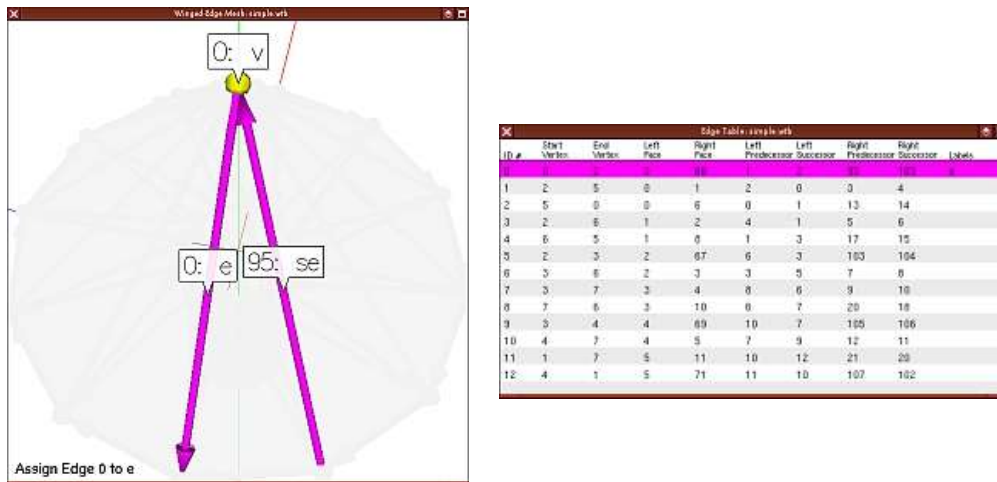 Winged-Edge Mesh: simple.wtb
0: v
0: e
95: se
Assign Edge 0 to e
Edge Table: simple.wtb
ID # Start Vertex End Vertex Left Face Right Face Left Predecessor Left Successor Right Predecessor Right Successor Labels
1 2 5 0 1 2 0 3 4
2 5 0 0 6 0 1 13 14
3 2 6 1 2 4 1 5 6
4 6 5 1 8 1 3 17 15
5 2 3 2 67 6 3 103 104
6 3 6 2 3 3 5 7 8
7 3 7 3 4 8 6 9 10
8 7 6 3 10 6 7 20 18
9 3 4 4 69 10 7 105 106
10 4 7 4 5 7 9 12 11
11 1 7 5 11 10 12 21 20
12 4 1 5 71 11 10 107 102